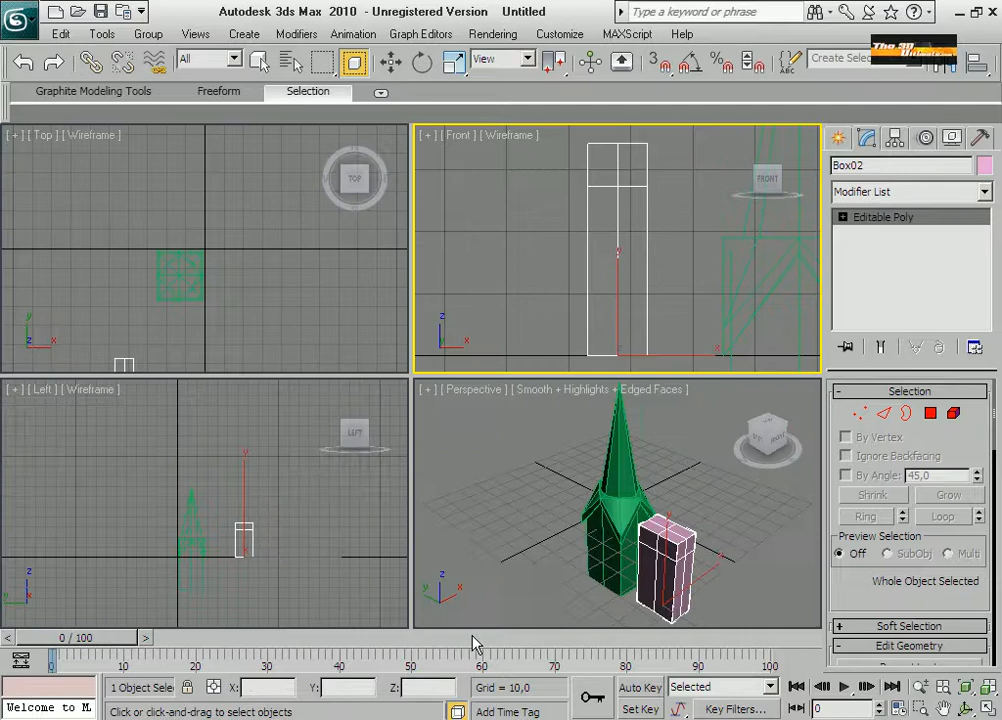 Autodesk 3ds Max 2010 - Unregistered Version Untitled
Type a keyword or phrase
Edit Tools Group Views Create Modifiers Animation Graph Editors Rendering Customize MAXScript Help
All View 3 Create Sele
Graphite Modeling Tools Freeform Selection
[ + ] [ Top ] [ Wireframe ]
TOP
[ + ] [ Front ] [ Wireframe ]
FRONT
[ + ] [ Left ] [ Wireframe ]
LEFT
[ + ] [ Perspective ] [ Smooth + Highlights + Edged Faces ]
Box02
Modifier List
Editable Poly
Selection
By Vertex
Ignore Backfacing
By Angle: 45,0
Shrink Grow
Ring Loop
Preview Selection
Off SubObj Multi
Whole Object Selected
Soft Selection
Edit Geometry
< 0 / 100 >
0 10 20 30 40 50 60 70 80 90 100
1 Object Selec X: Y: Z: Grid = 10,0 Auto Key Selected
Welcome to M. Click or click-and-drag to select objects Add Time Tag Set Key Key Filters... 0